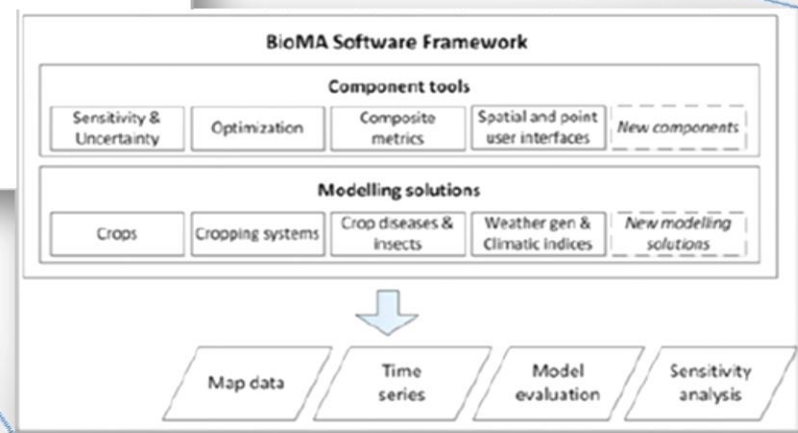 BioMA Software Framework
Component tools
Sensitivity &
Uncertainty
Optimization
Composite
metrics
Spatial and point
user interfaces
New components
Modelling solutions
Crops
Cropping systems
Crop diseases &
insects
Weather gen &
Climatic indices
New modelling
solutions
Map data
Time
series
Model
evaluation
Sensitivity
analysis